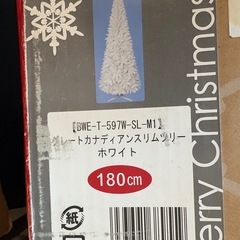 【BWE-T-597W-SL-M1】
グレートカナディアンスリムツリー
ホワイト
180cm
erry Christmas
紙